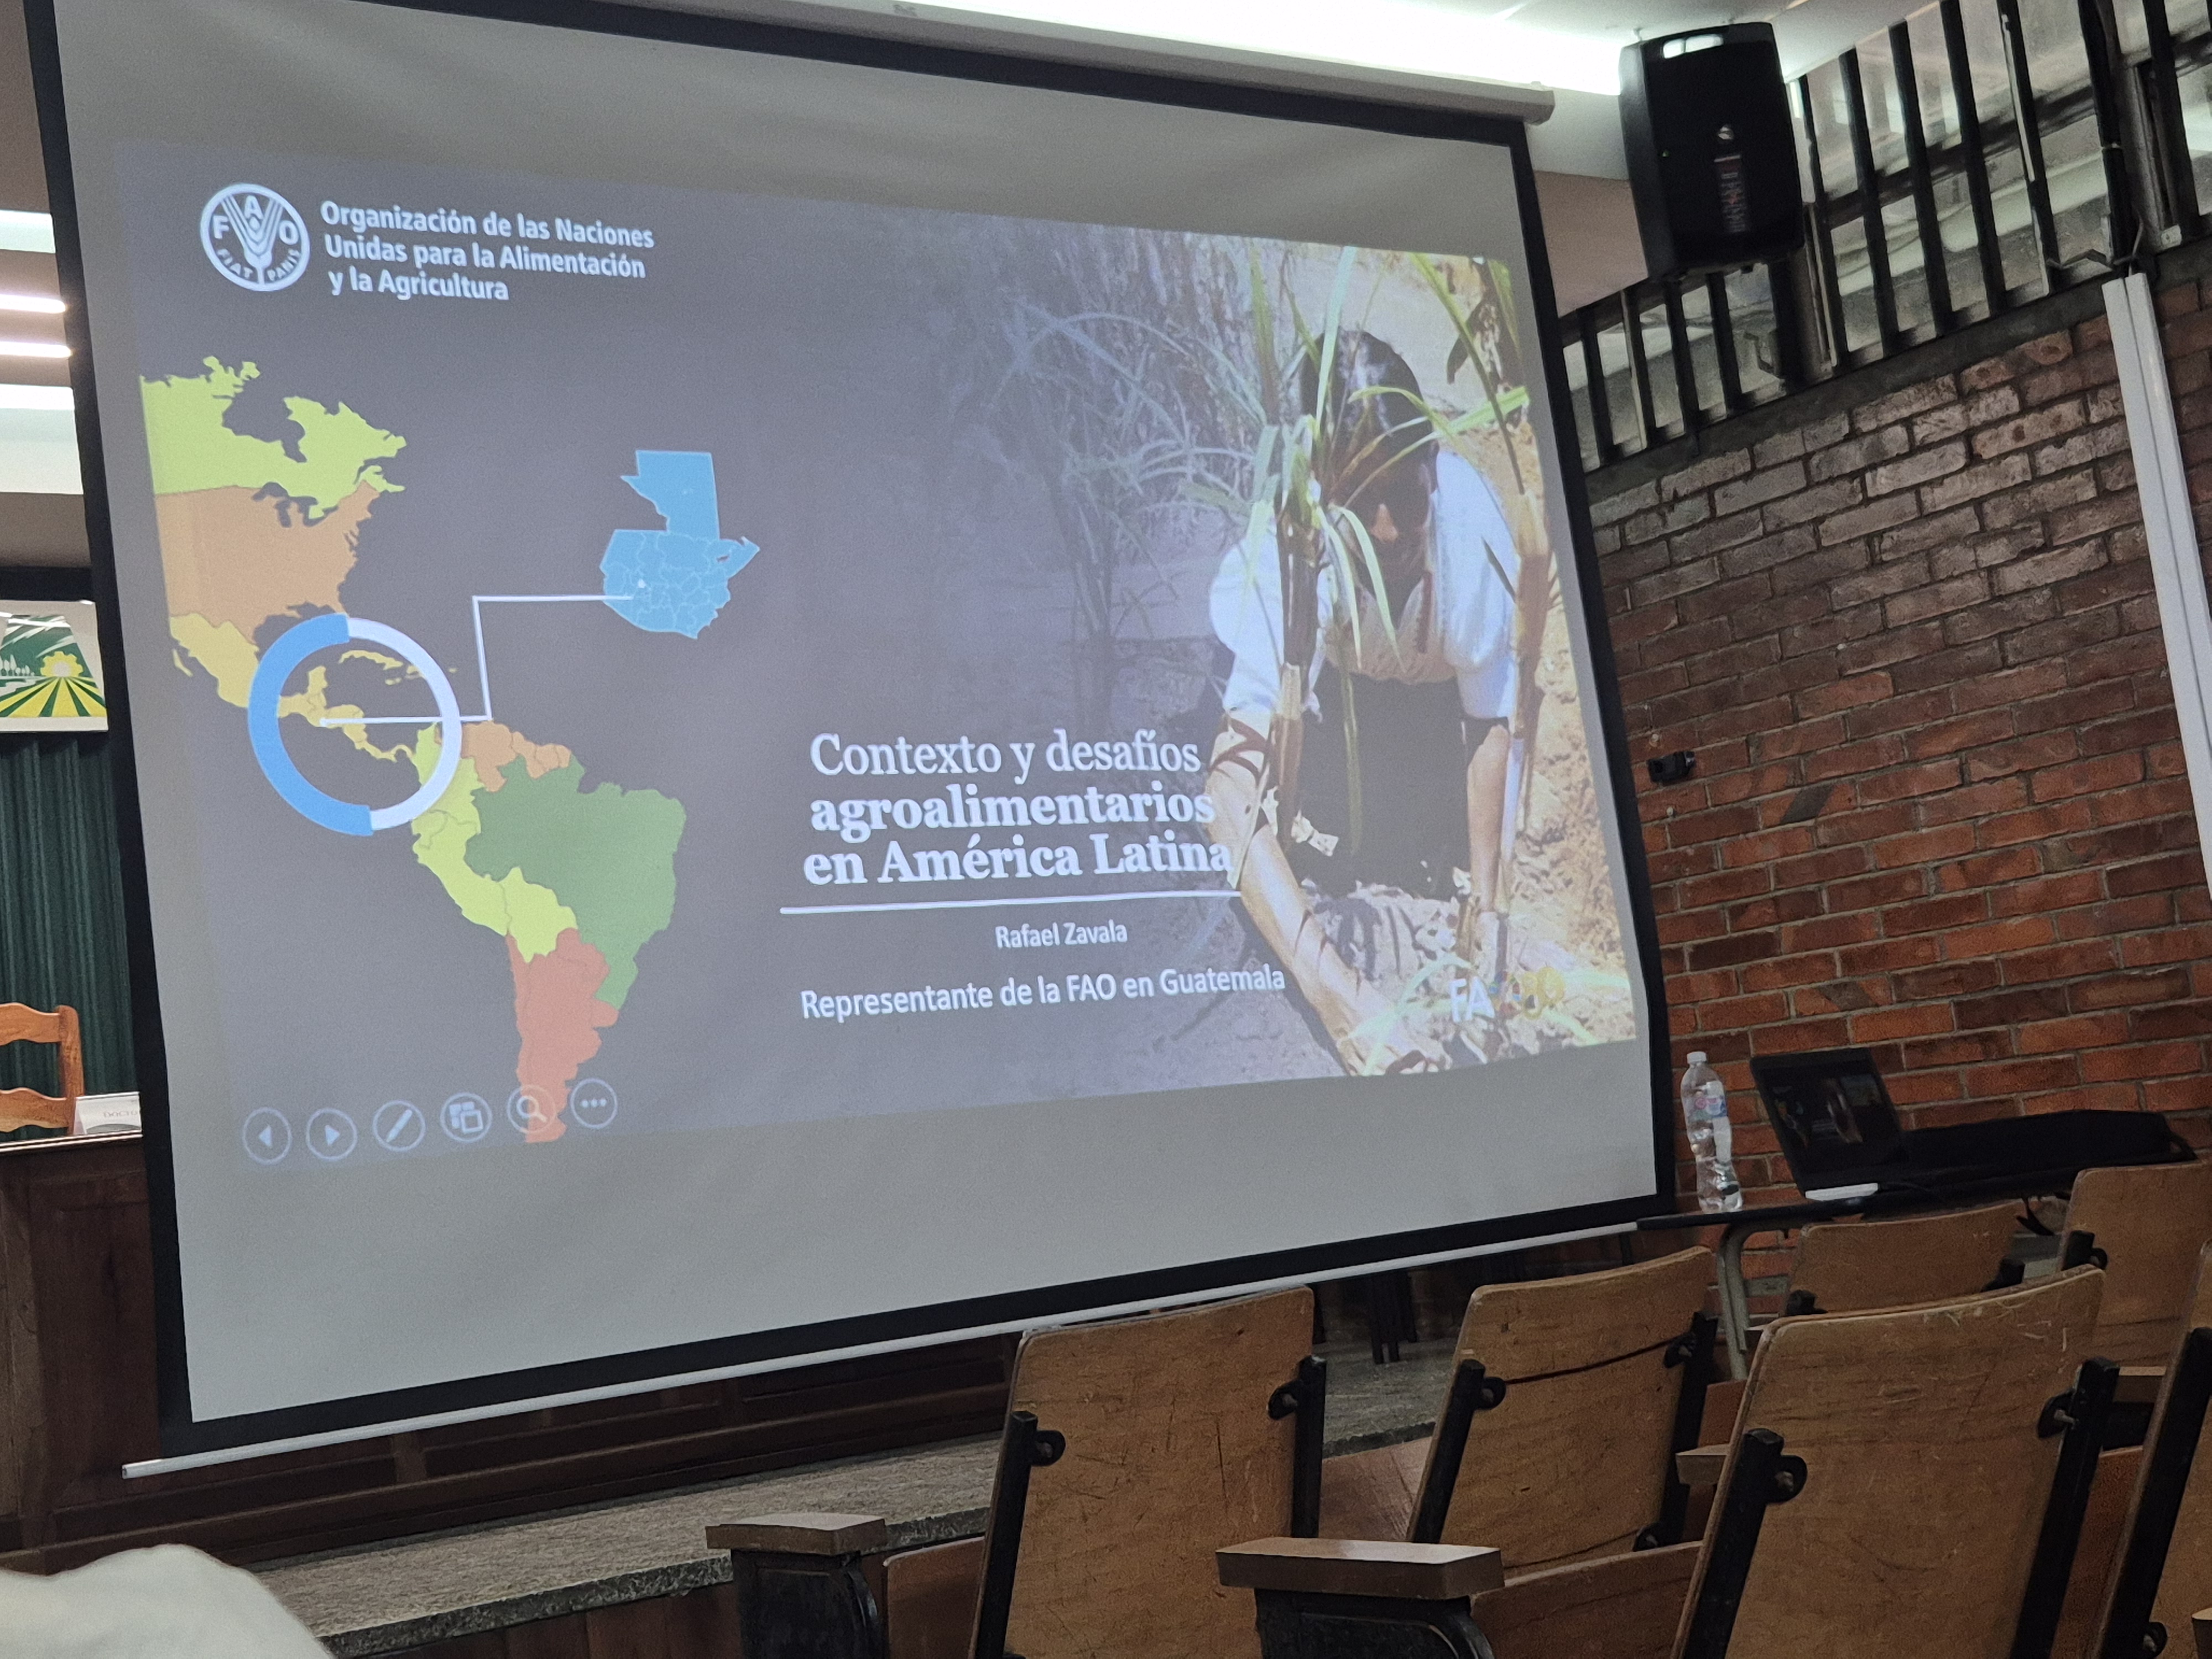 FAO
FIAT PANIS
Organización de las Naciones
Unidas para la Alimentación
y la Agricultura
Contexto y desafíos
agroalimentarios
en América Latina
Rafael Zavala
Representante de la FAO en Guatemala